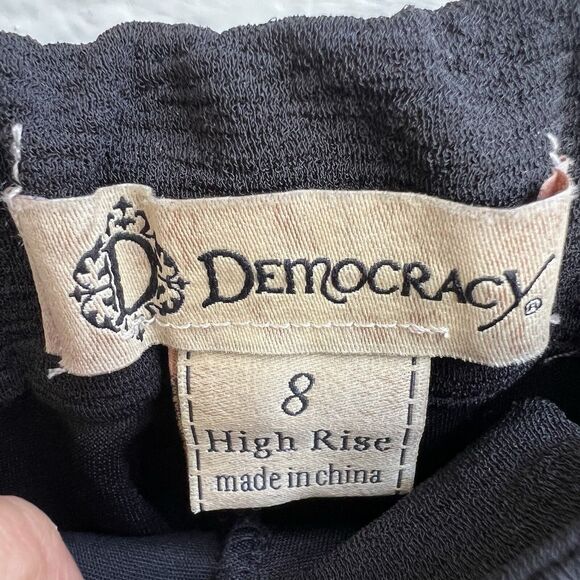 D DEMOCRACY®
8
High Rise
made in china